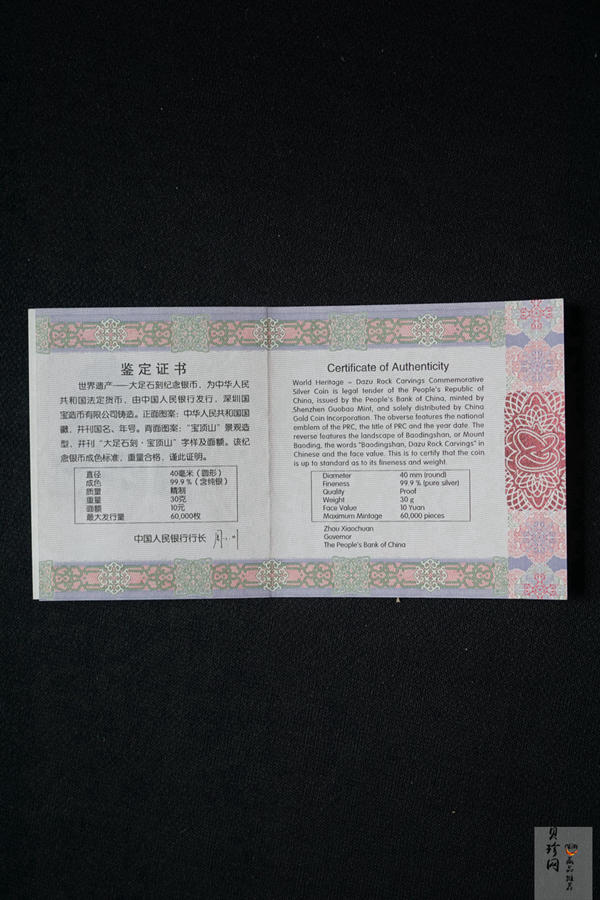 鉴定证书
世界遗产——大足石刻纪念银币，为中华人民
共和国法定货币，由中国人民银行发行，深圳国
宝造币有限公司铸造。正面图案：中华人民共和国国
徽，并刊国名、年号。背面图案：“宝顶山”景观造
型，并刊“大足石刻·宝顶山”字样及面额。该纪
念银币成色标准，重量合格，谨此证明。
直径 40毫米（圆形）
成色 99.9%（含纯银）
质量 精制
重量 30克
面额 10元
最大发行量 60,000枚
中国人民银行行长
Certificate of Authenticity
World Heritage – Dazu Rock Carvings Commemorative
Silver Coin is legal tender of the People's Republic of
China, issued by the People's Bank of China, minted by
Shenzhen Guobao Mint, and solely distributed by China
Gold Coin Incorporation. The obverse features the national
emblem of the PRC, the title of PRC and the year date. The
reverse features the landscape of Baodingshan, or Mount
Baoding, the words "Baodingshan, Dazu Rock Carvings" in
Chinese and the face value. This is to certify that the coin
is up to standard as to its fineness and weight.
Diameter 40 mm (round)
Fineness 99.9 % (pure silver)
Quality Proof
Weight 30 g
Face Value 10 Yuan
Maximum Mintage 60,000 pieces
Zhou Xiaochuan
Governor
The People's Bank of China
贝珍网
藏品推荐